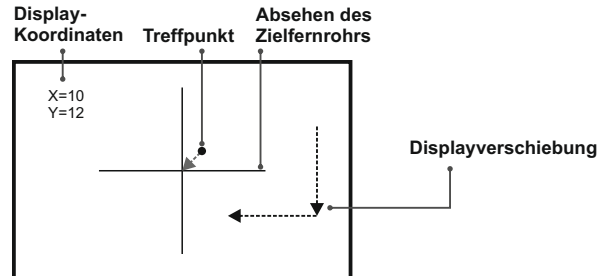 Display-
Koordinaten
Treffpunkt
Absehen des
Zielfernrohrs
X=10
Y=12
Displayverschiebung